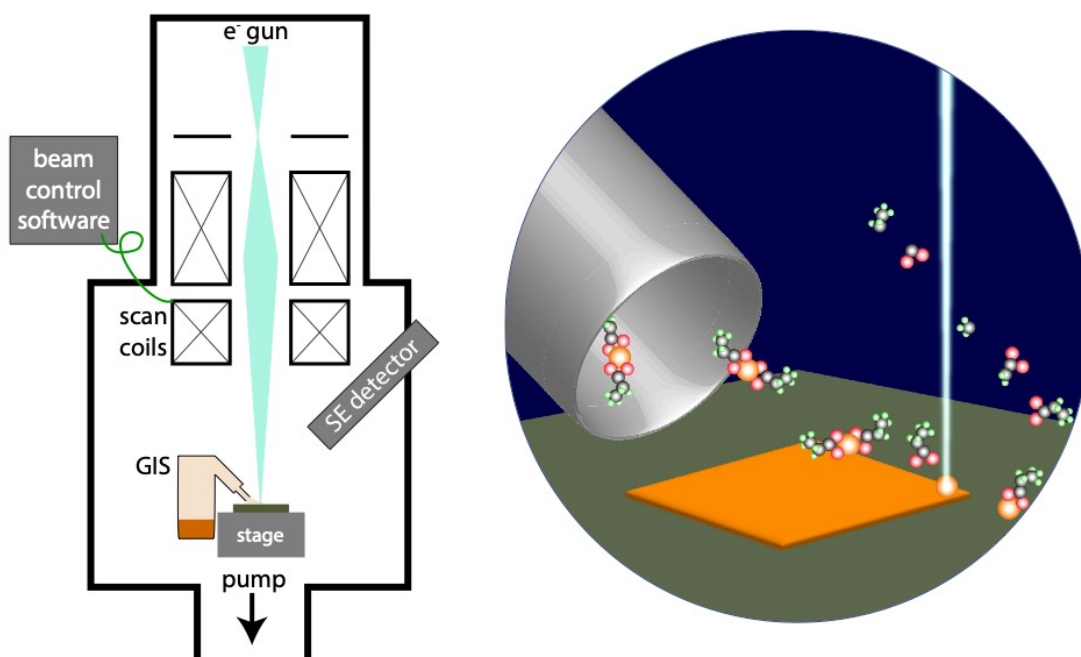 e⁻ gun
beam
control
software
scan
coils
SE detector
GIS
stage
pump